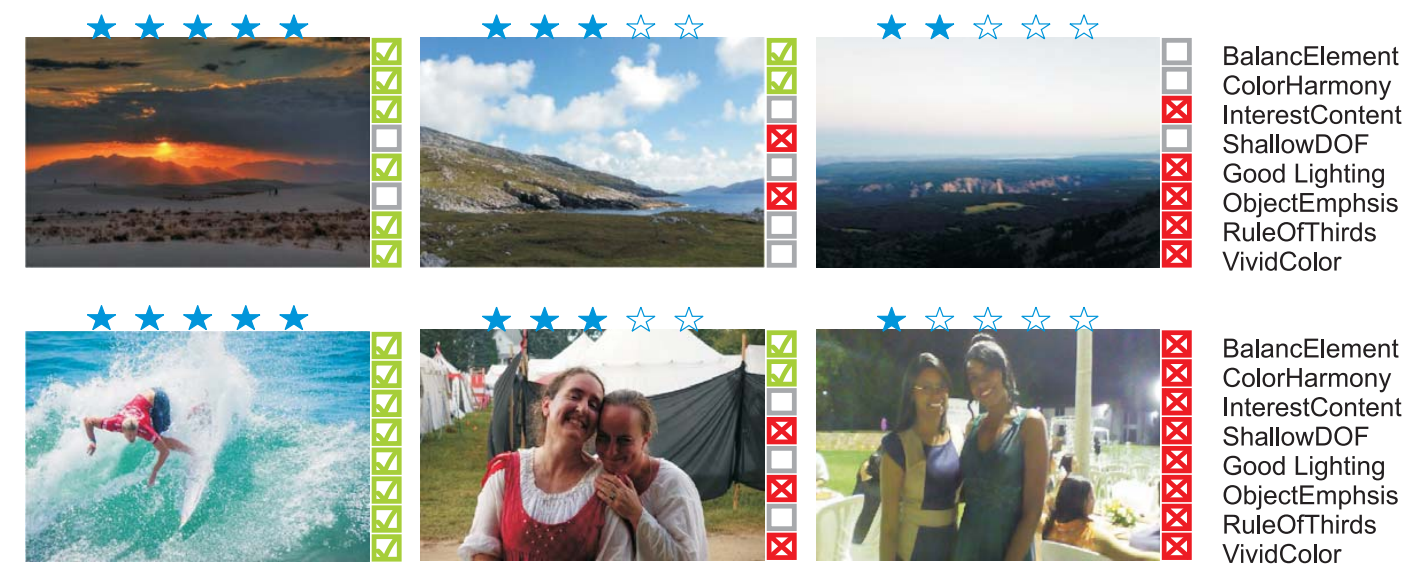 BalancElement
ColorHarmony
InterestContent
ShallowDOF
Good Lighting
ObjectEmphsis
RuleOfThirds
VividColor
BalancElement
ColorHarmony
InterestContent
ShallowDOF
Good Lighting
ObjectEmphsis
RuleOfThirds
VividColor